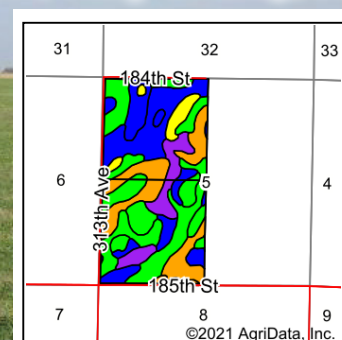 31 32 33
184th St
6 5 4
313th Ave
185th St
7 8 9
©2021 AgriData, Inc.